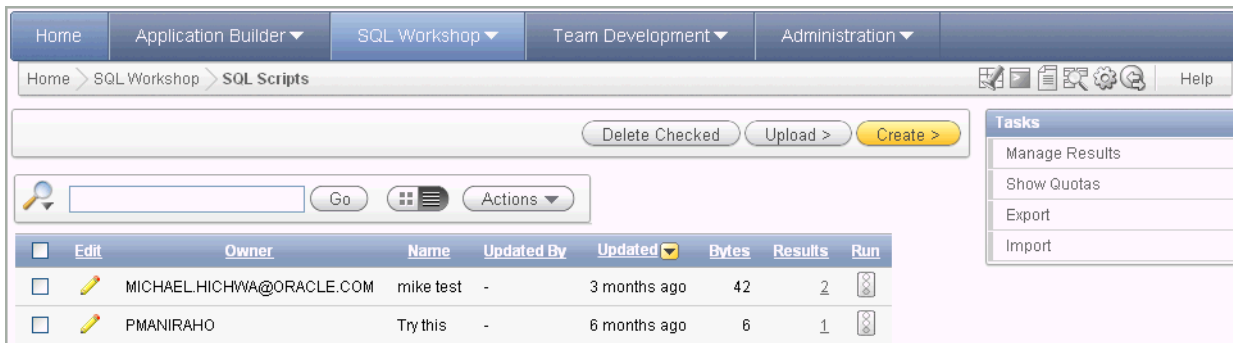 Home Application Builder SQL Workshop Team Development Administration
Home SQL Workshop SQL Scripts Help
Delete Checked Upload > Create >
Tasks
Manage Results
Show Quotas
Export
Import
Go Actions
Edit Owner Name Updated By Updated Bytes Results Run
MICHAEL.HICHWA@ORACLE.COM mike test - 3 months ago 42 2
PMANIRAHO Try this - 6 months ago 6 1